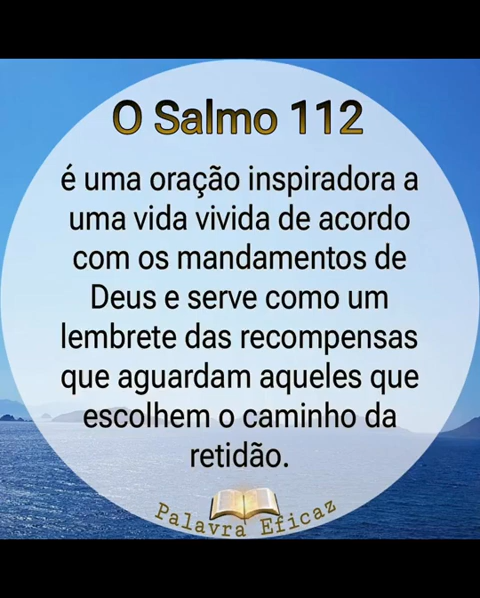 O Salmo 112
é uma oração inspiradora a
uma vida vivida de acordo
com os mandamentos de
Deus e serve como um
lembrete das recompensas
que aguardam aqueles que
escolhem o caminho da
retidão.
Palavra Eficaz